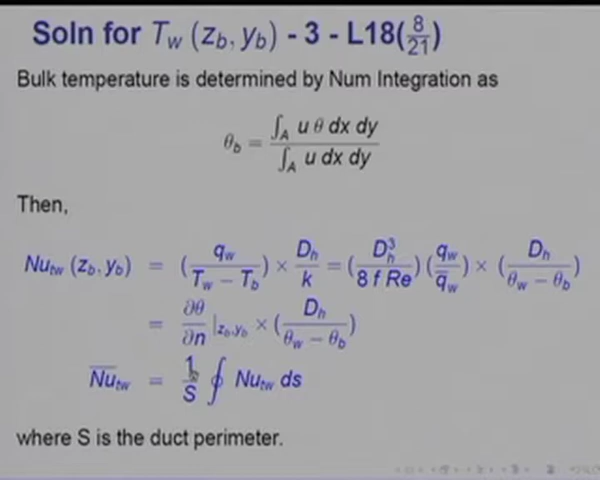 Soln for T_w (z_b, y_b) - 3 - L18(8/21)
Bulk temperature is determined by Num Integration as
θ_b = ∫_A u θ dx dy / ∫_A u dx dy
Then,
Nu_tw (z_b, y_b) = (q_w / (T_w − T_b)) × D_h / k = (D_h^3 / (8 f Re)) (q_w / q̅_w) × (D_h / (θ_w − θ_b))
= ∂θ/∂n |_{z_b,y_b} × (D_h / (θ_w − θ_b))
N̅u̅_tw = 1/S ∮ Nu_tw ds
where S is the duct perimeter.